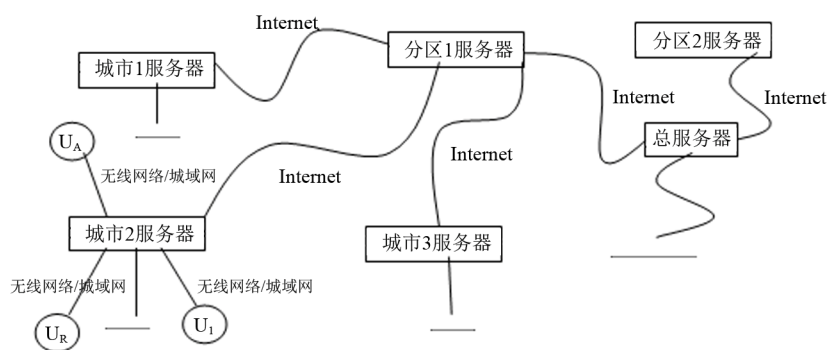 Internet
分区1服务器
分区2服务器
城市1服务器
Internet
Internet
U_A
总服务器
无线网络/城域网
Internet
Internet
城市2服务器
城市3服务器
无线网络/城域网
无线网络/城域网
U_R
U_1